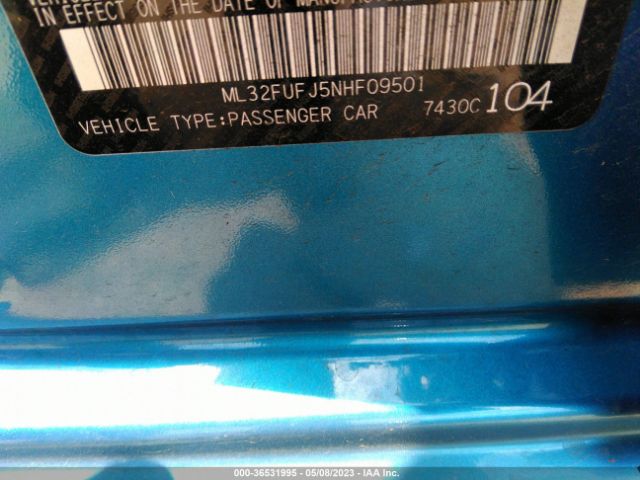 IN EFFECT ON THE DATE OF
ML32FUFJ5NHF09501
VEHICLE TYPE:PASSENGER CAR 7430C 104
000-36531995 - 05/08/2023 - IAA Inc.